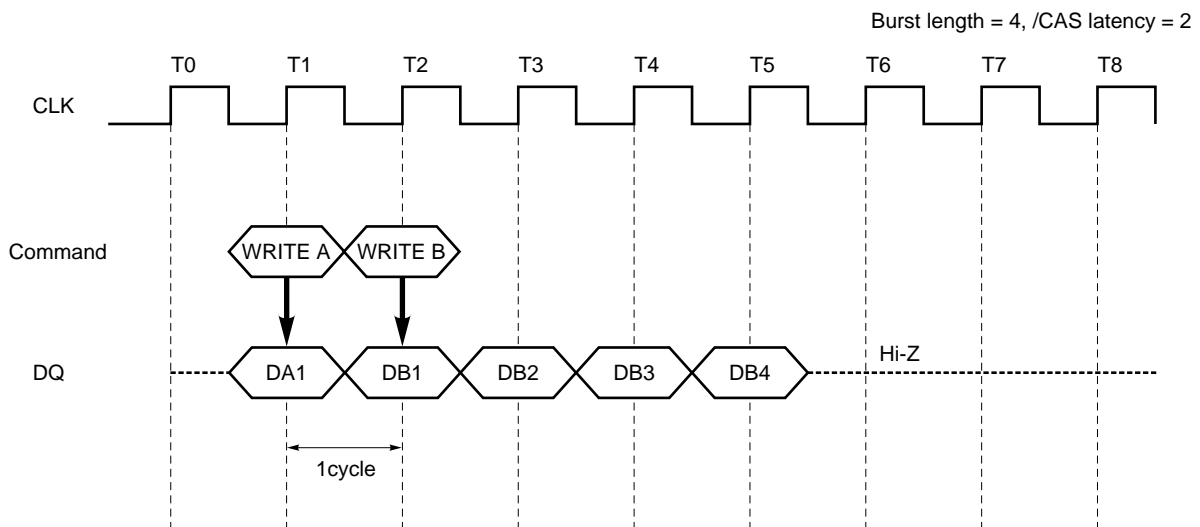 Burst length = 4, /CAS latency = 2
T0 T1 T2 T3 T4 T5 T6 T7 T8
CLK
Command WRITE A WRITE B
DQ DA1 DB1 DB2 DB3 DB4 Hi-Z
1cycle